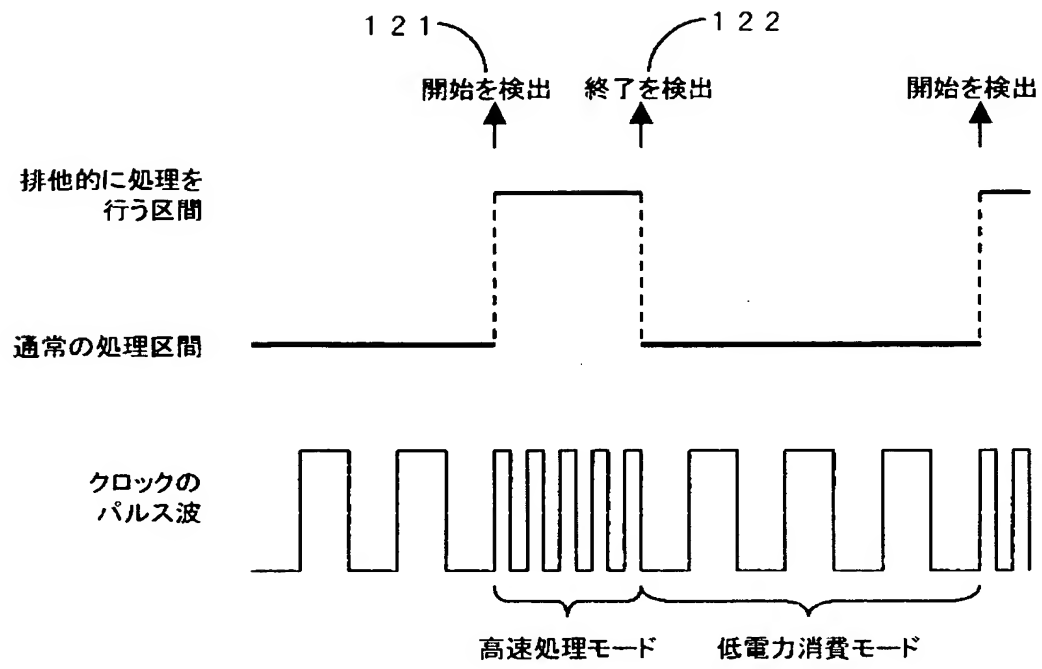 121
122
開始を検出
終了を検出
開始を検出
排他的に処理を
行う区間
通常の処理区間
クロックの
パルス波
高速処理モード
低電力消費モード